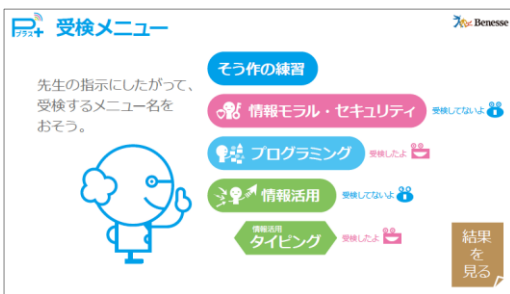 Pプラス+ 受検メニュー
Benesse
先生の指示にしたがって、
受検するメニュー名を
おそう。
そう作の練習
情報モラル・セキュリティ 受検してないよ
プログラミング 受検したよ
情報活用 受検してないよ
情報活用
タイピング 受検したよ
結果
を
見る